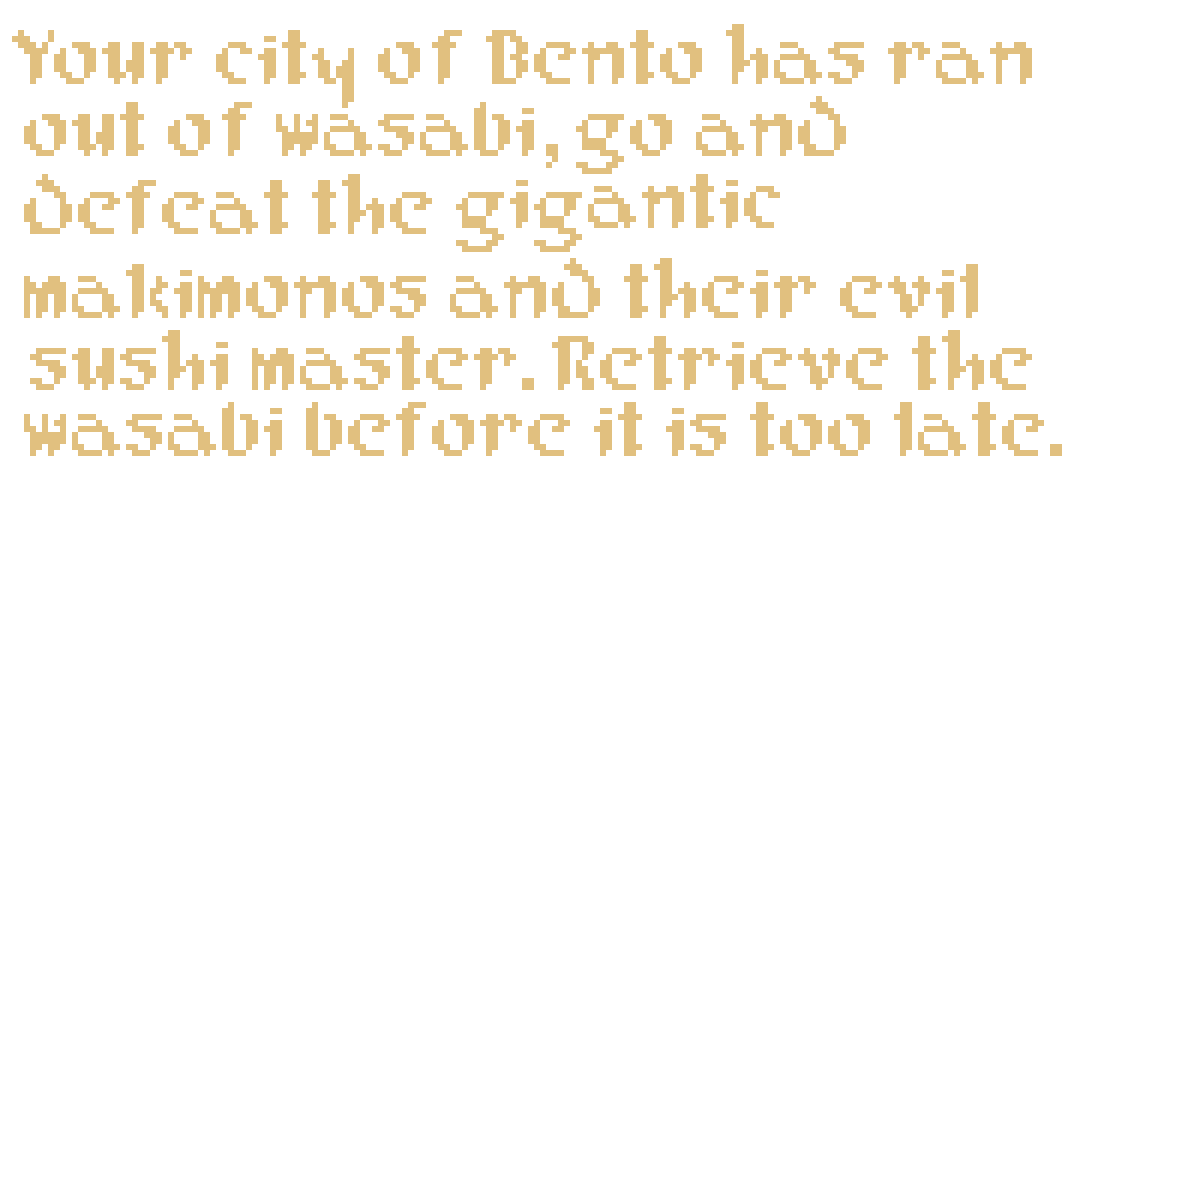 Your city of Bento has ran
out of wasabi, go and
defeat the gigantic
makimonos and their evil
sushi master. Retrieve the
wasabi before it is too late.